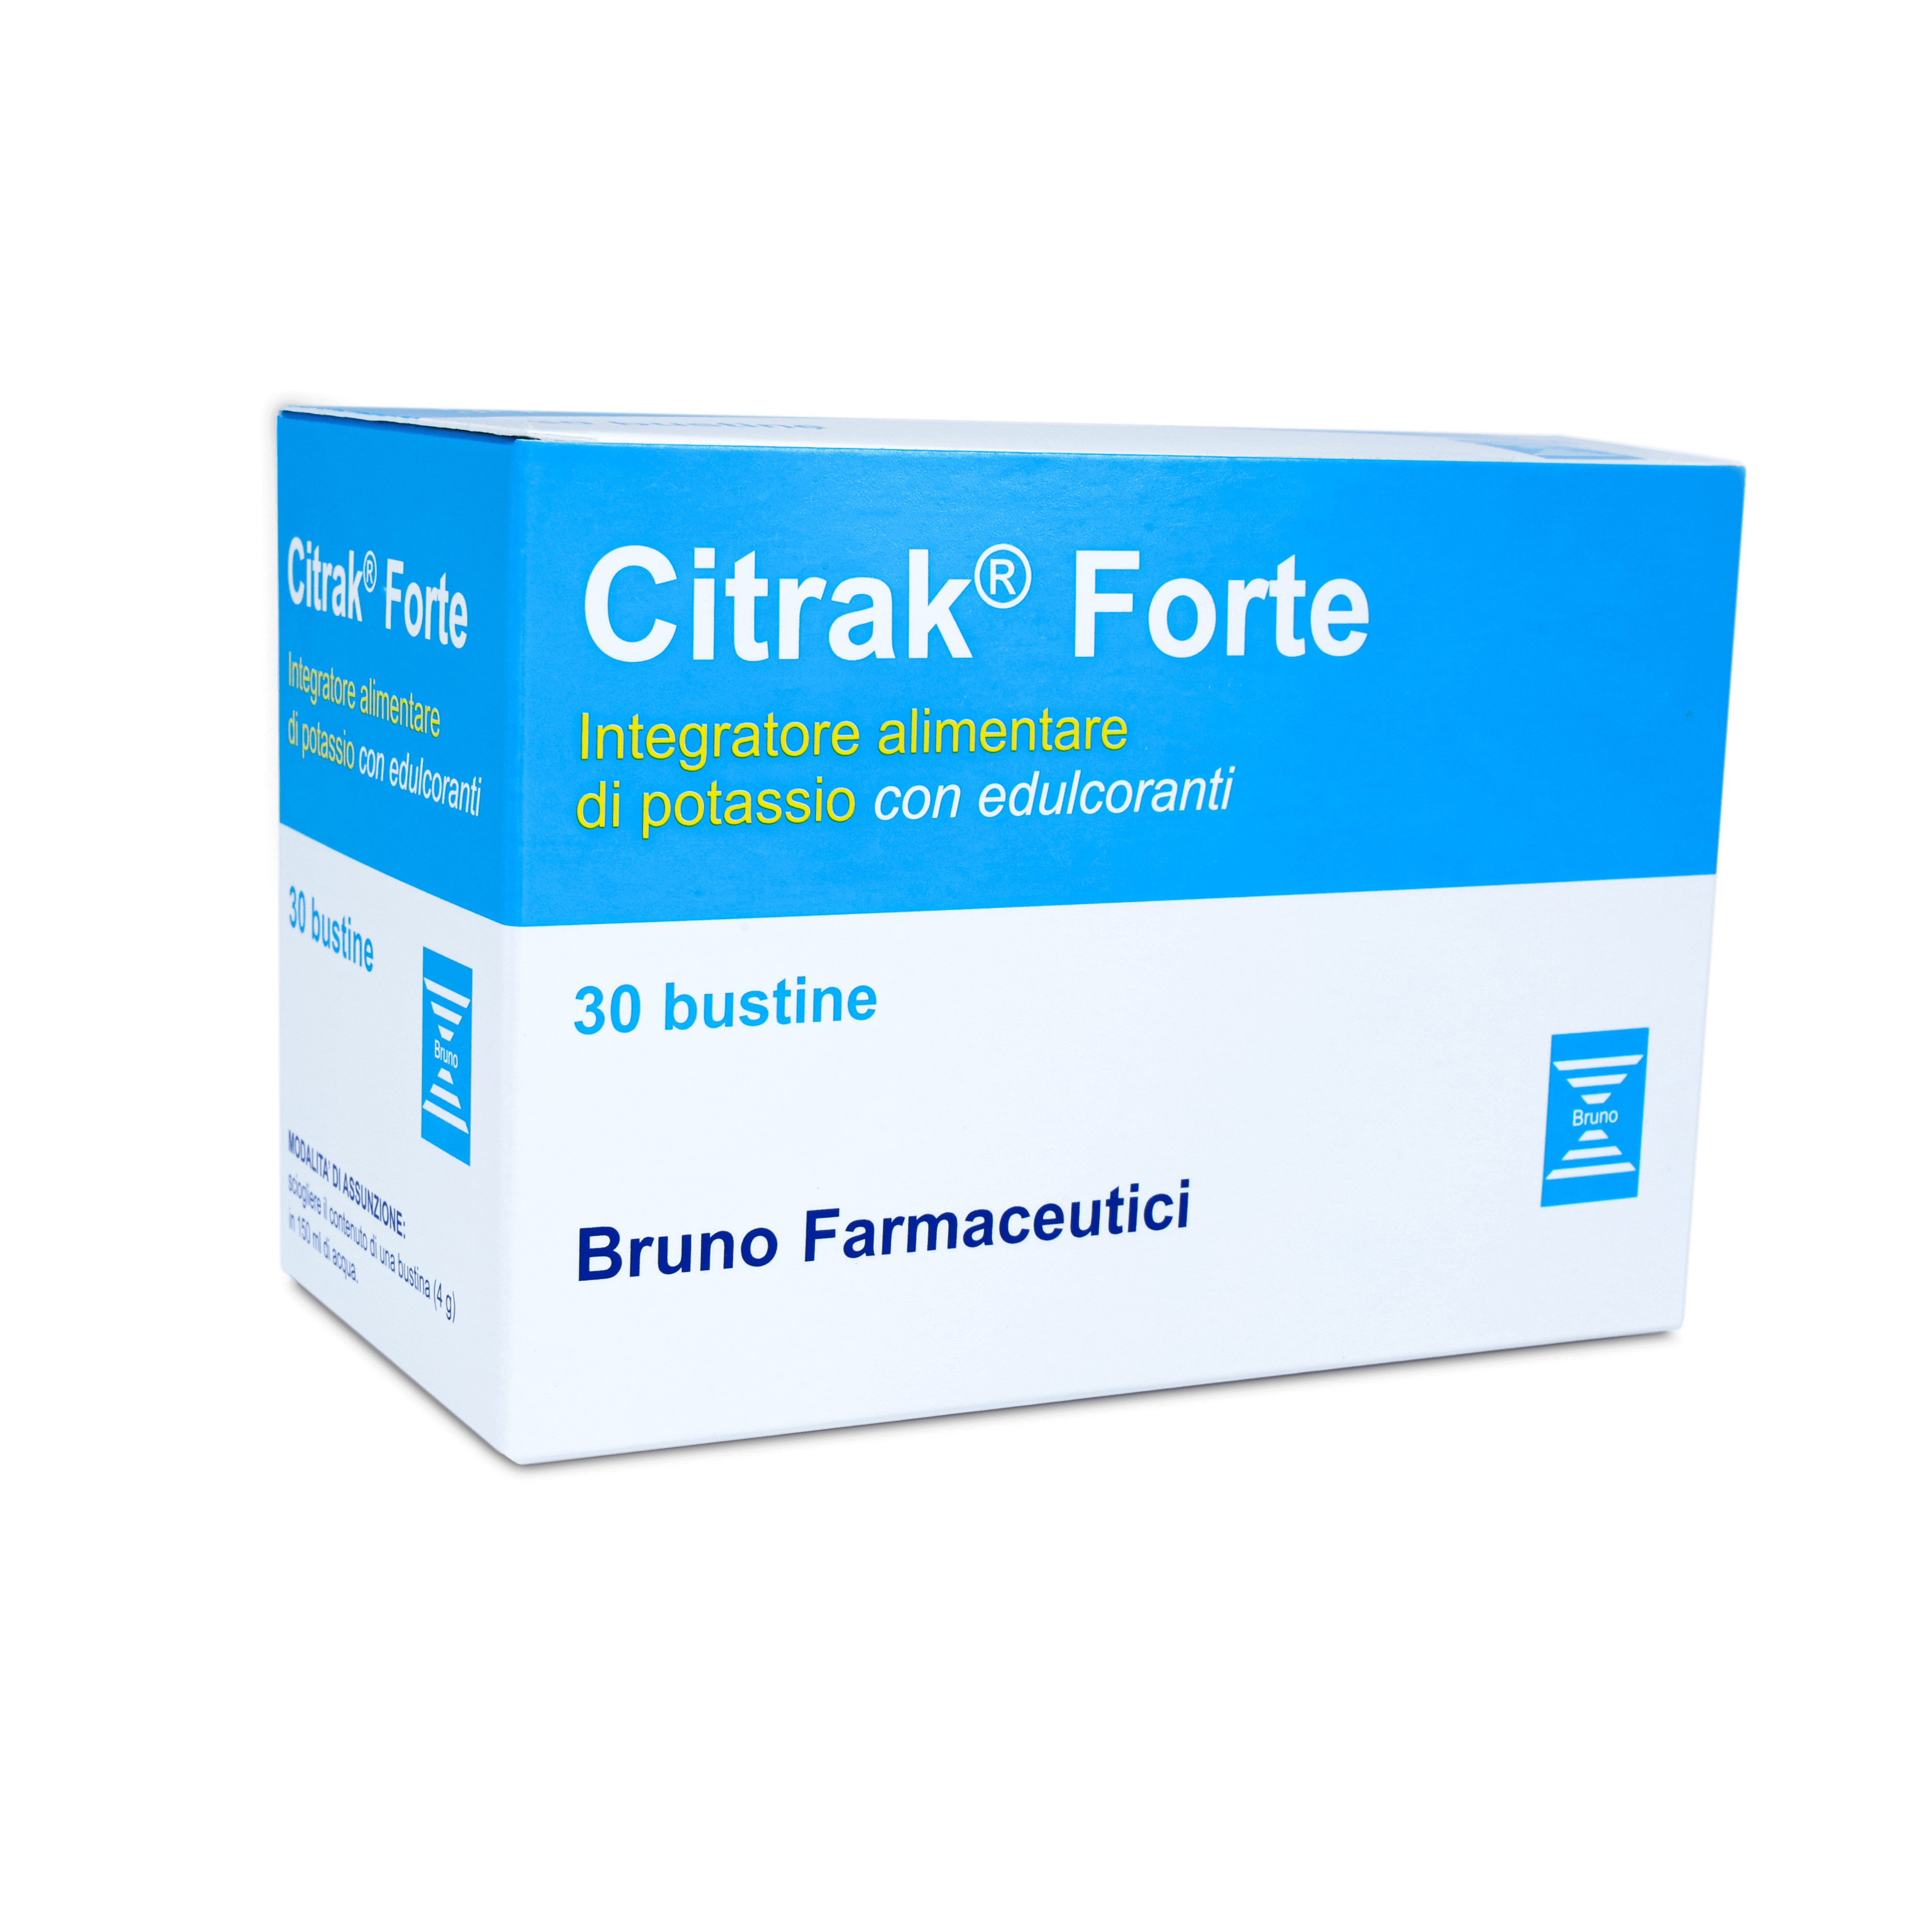 Citrak® Forte
Integratore alimentare
di potassio con edulcoranti
30 bustine
Bruno
MODALITA' DI ASSUNZIONE:
sciogliere il contenuto di una bustina (4 g)
in 150 ml di acqua.
30 bustine
Citrak® Forte
Integratore alimentare
di potassio con edulcoranti
30 bustine
Bruno
Bruno Farmaceutici